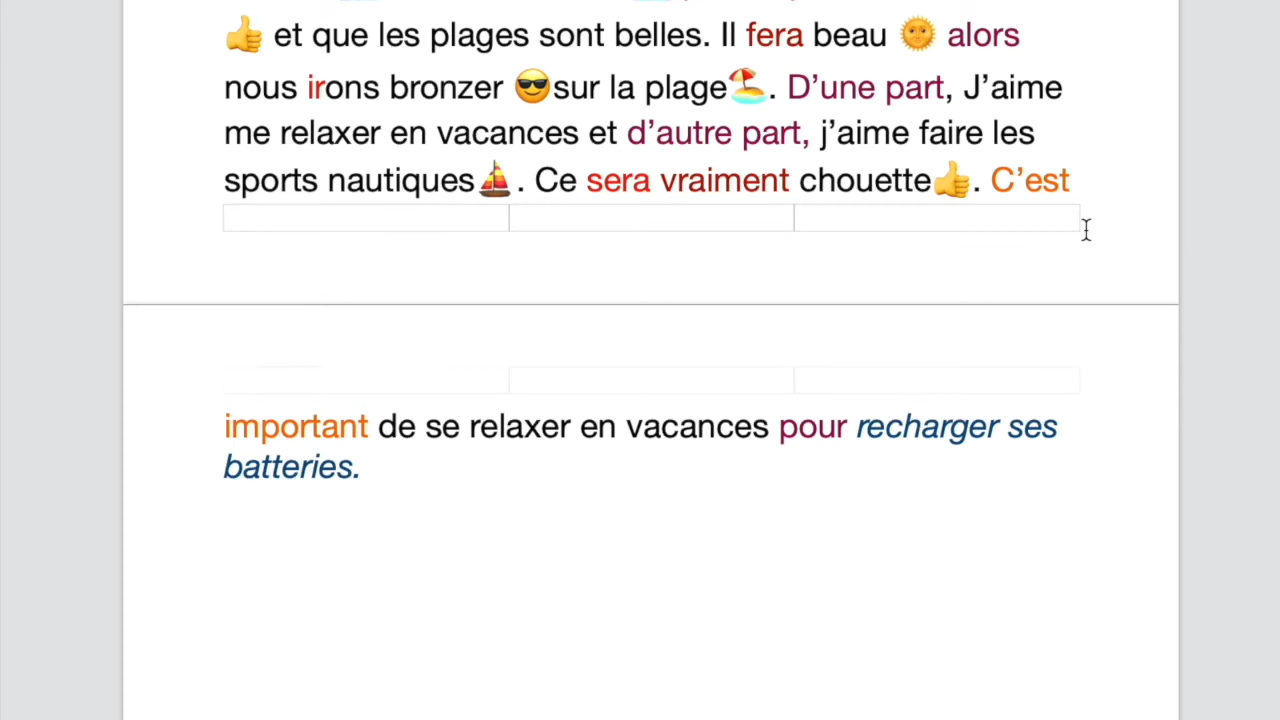 👍 et que les plages sont belles. Il fera beau 🌞 alors
nous irons bronzer 😎sur la plage🏖️. D’une part, J’aime
me relaxer en vacances et d’autre part, j’aime faire les
sports nautiques⛵. Ce sera vraiment chouette👍. C’est
important de se relaxer en vacances pour recharger ses
batteries.